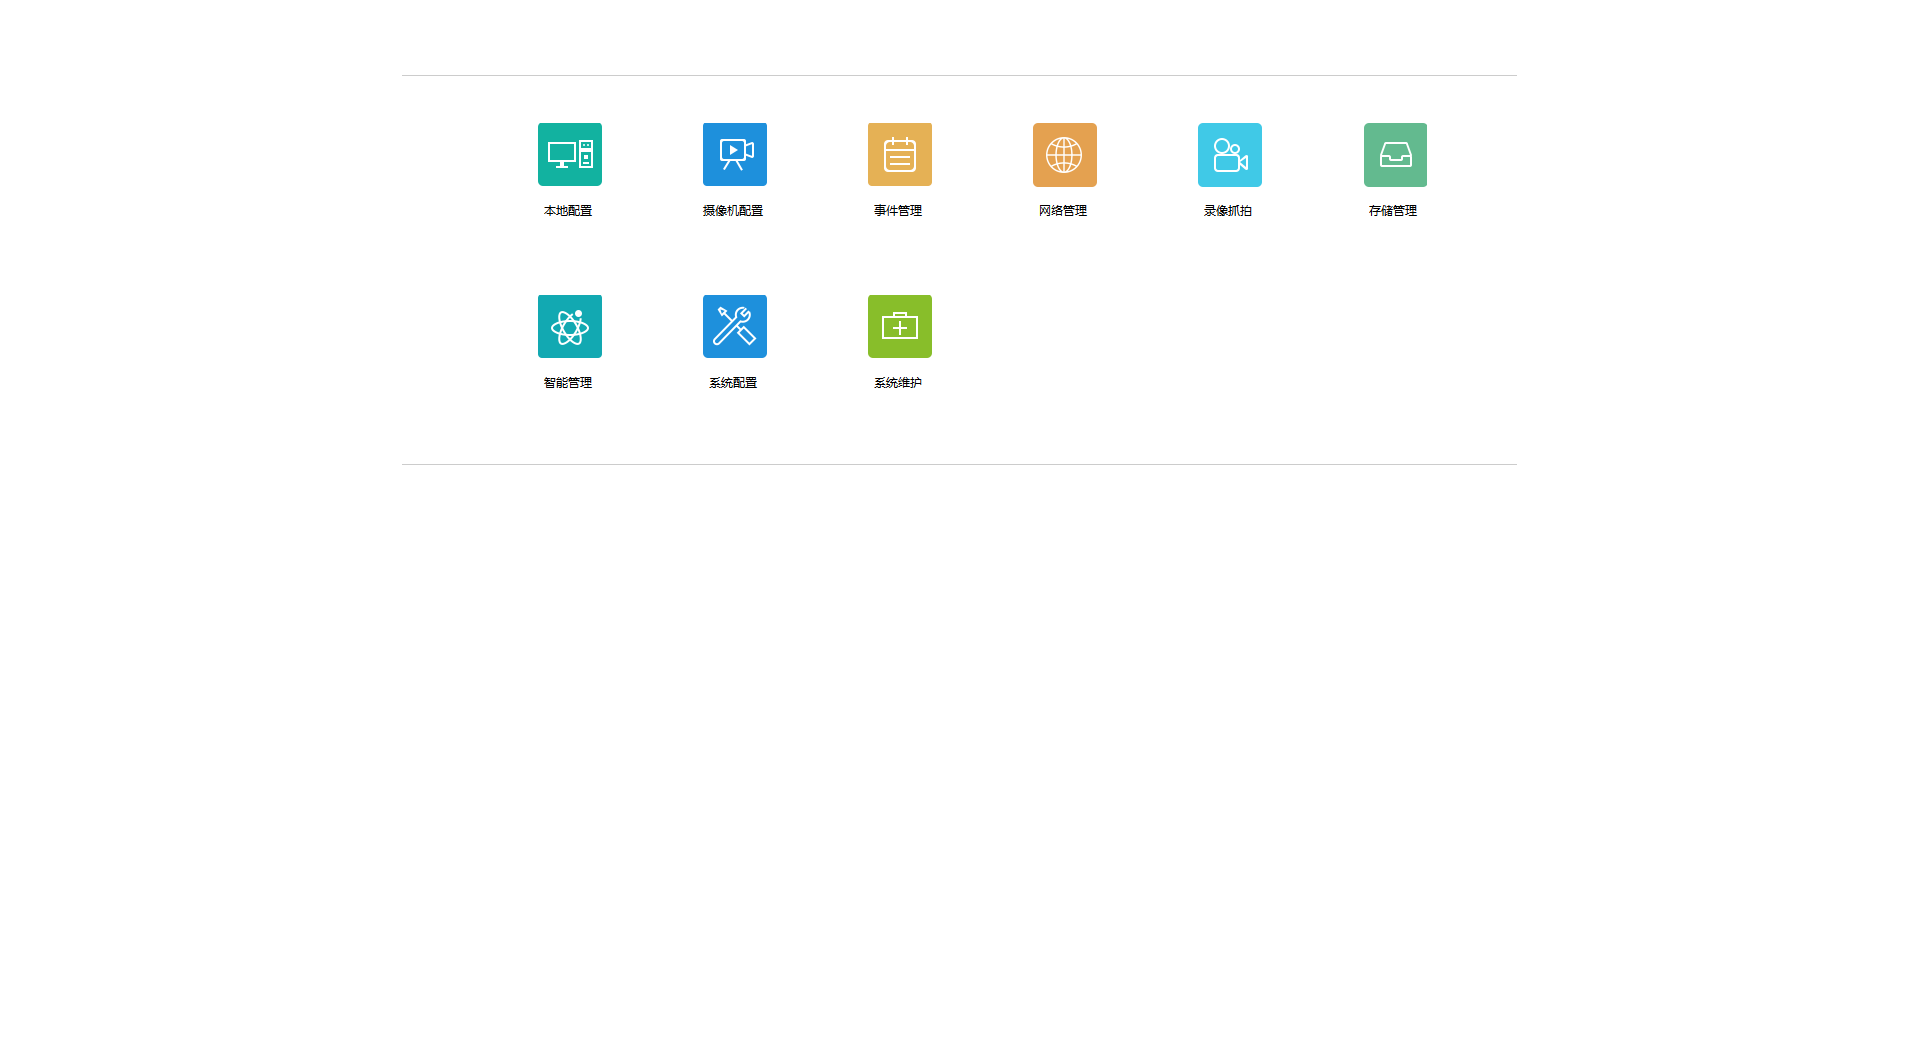 本地配置
摄像机配置
事件管理
网络管理
录像抓拍
存储管理
智能管理
系统配置
系统维护